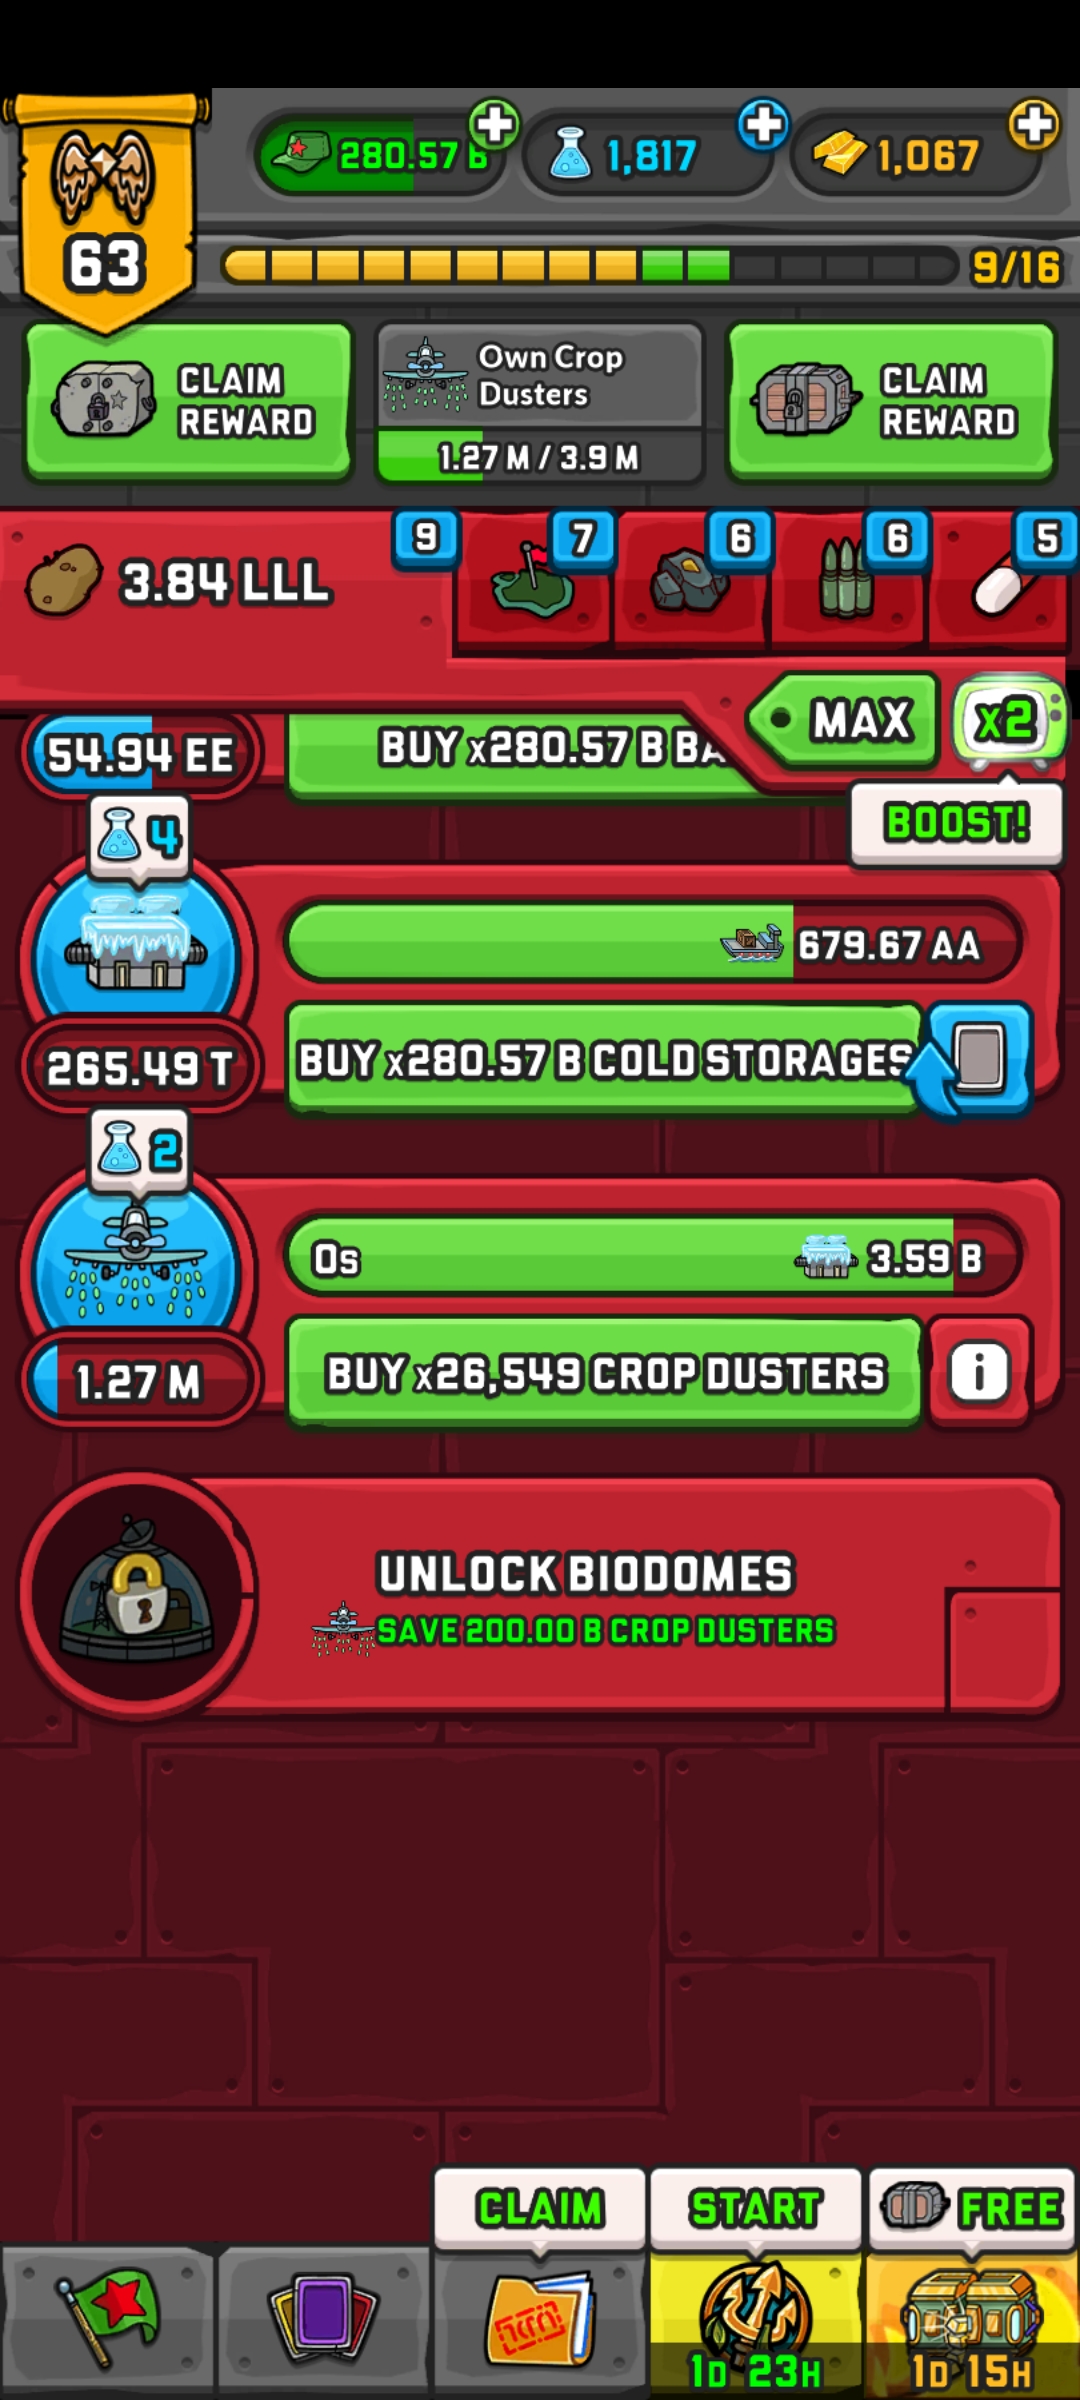 63
280.57 B
1,817
1,067
9/16
CLAIM
REWARD
Own Crop
Dusters
1.27 M / 3.9 M
CLAIM
REWARD
3.84 LLL
9
7
6
6
5
MAX
x2
BOOST!
54.94 EE
BUY x280.57 B BA
4
679.67 AA
265.49 T
BUY x280.57 B COLD STORAGES
2
0s
3.59 B
1.27 M
BUY x26,549 CROP DUSTERS
i
UNLOCK BIODOMES
SAVE 200.00 B CROP DUSTERS
CLAIM
START
FREE
1D 23H
1D 15H